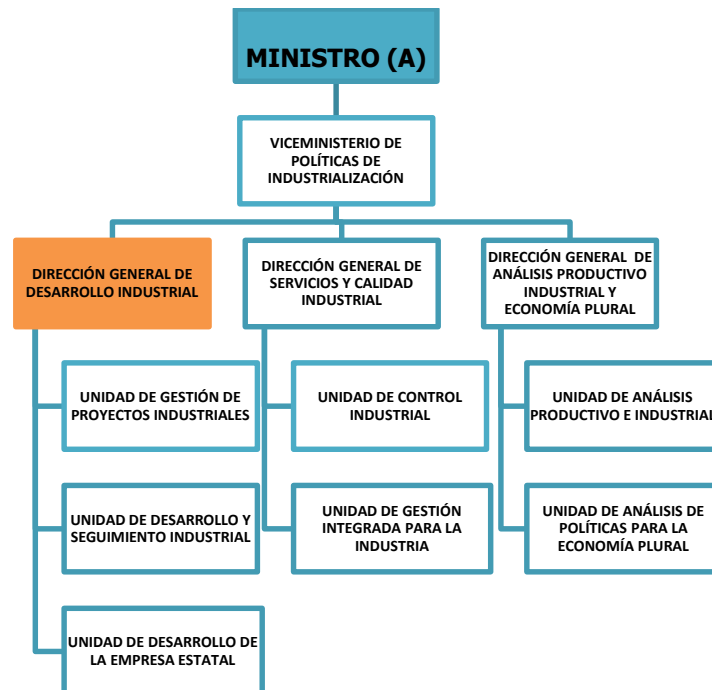 MINISTRO (A)
VICEMINISTERIO DE
POLÍTICAS DE
INDUSTRIALIZACIÓN
DIRECCIÓN GENERAL DE
DESARROLLO INDUSTRIAL
DIRECCIÓN GENERAL DE
SERVICIOS Y CALIDAD
INDUSTRIAL
DIRECCIÓN GENERAL DE
ANÁLISIS PRODUCTIVO
INDUSTRIAL Y
ECONOMÍA PLURAL
UNIDAD DE GESTIÓN DE
PROYECTOS INDUSTRIALES
UNIDAD DE CONTROL
INDUSTRIAL
UNIDAD DE ANÁLISIS
PRODUCTIVO E INDUSTRIAL
UNIDAD DE DESARROLLO Y
SEGUIMIENTO INDUSTRIAL
UNIDAD DE GESTIÓN
INTEGRADA PARA LA
INDUSTRIA
UNIDAD DE ANÁLISIS DE
POLÍTICAS PARA LA
ECONOMÍA PLURAL
UNIDAD DE DESARROLLO DE
LA EMPRESA ESTATAL